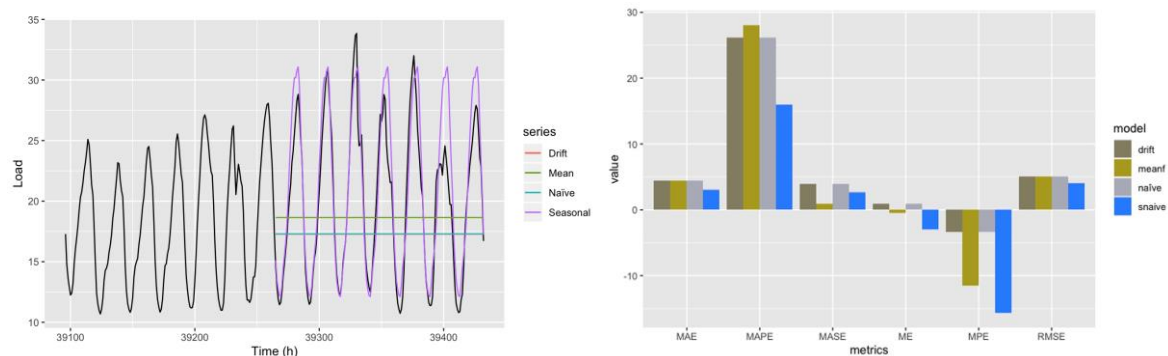 35
30
25
20
15
10
Load
39100
39200
39300
39400
Time (h)
series
Drift
Mean
Naïve
Seasonal
30
20
10
0
-10
value
MAE
MAPE
MASE
ME
MPE
RMSE
metrics
model
drift
meanf
naïve
snaive